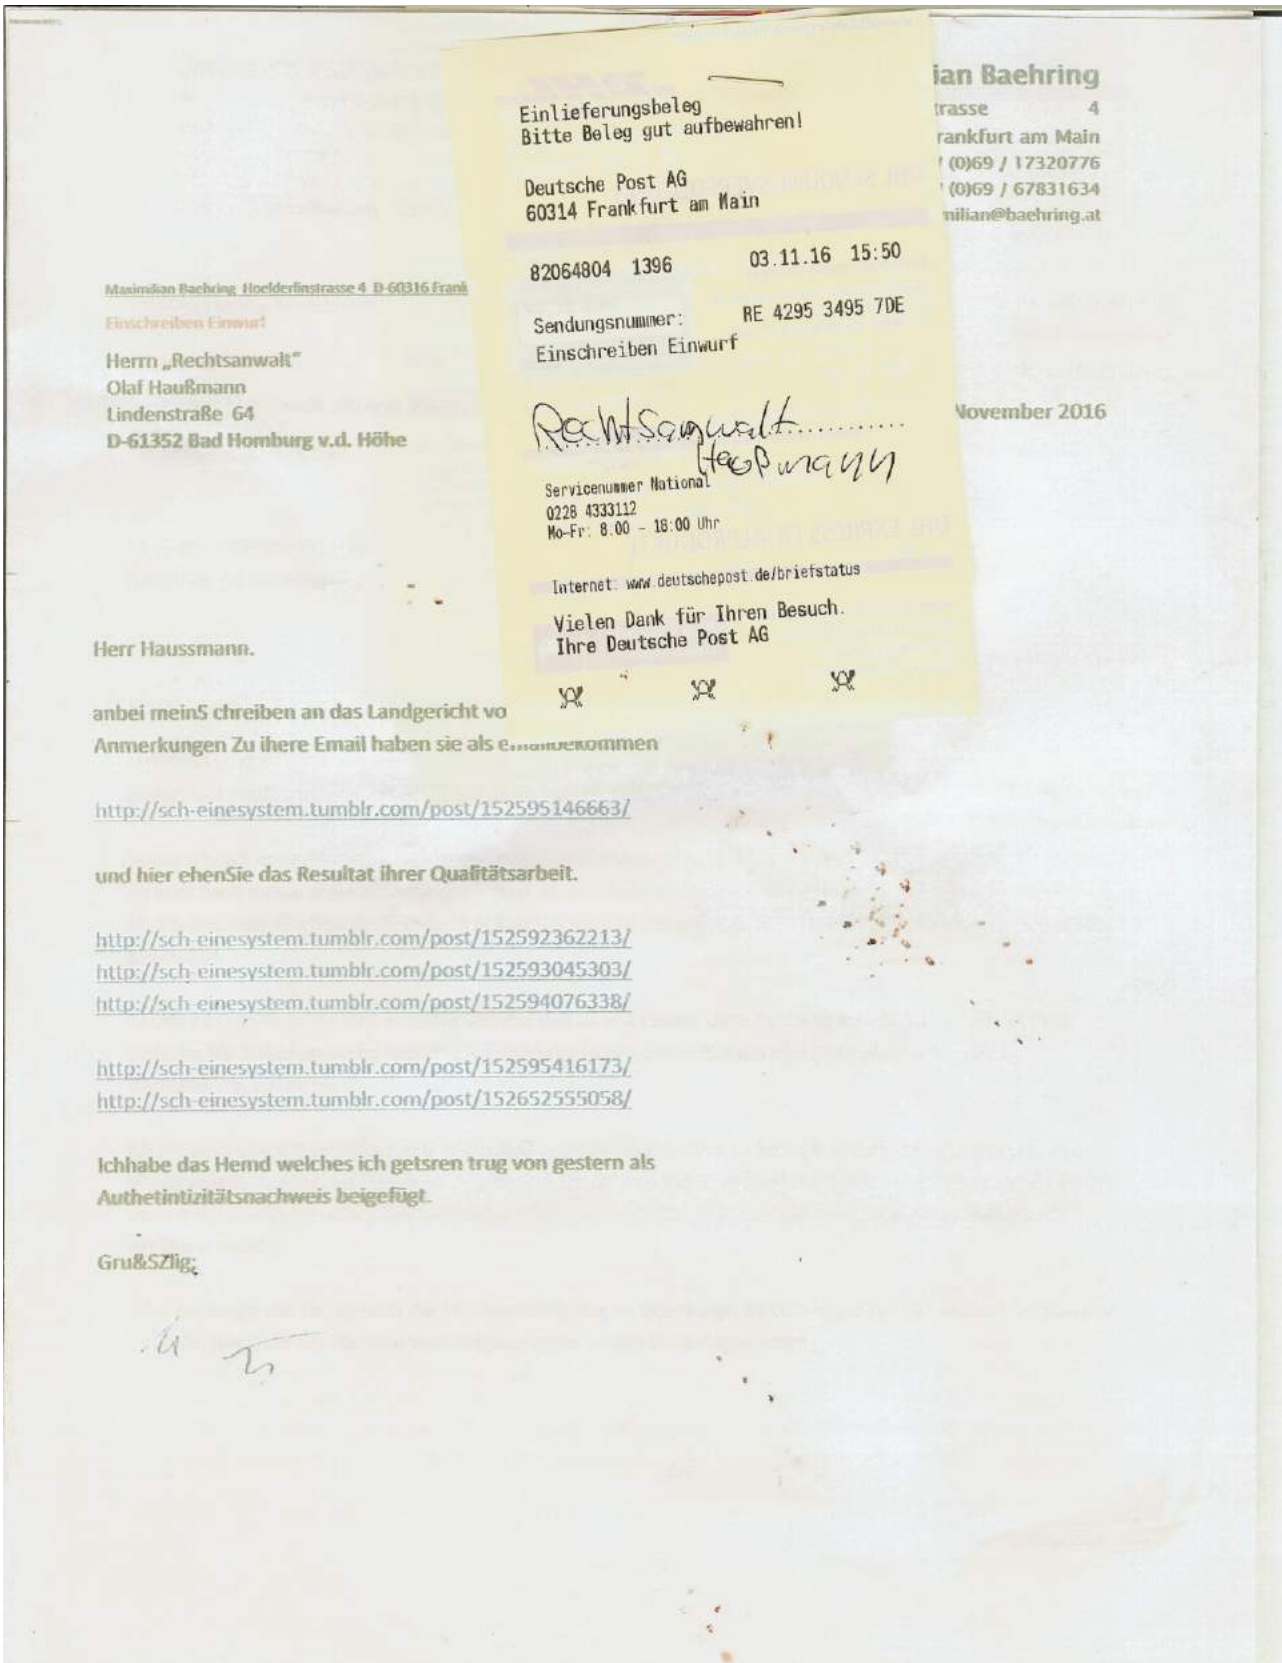 ian Baehring
trasse 4
rankfurt am Main
(0)69 / 17320776
(0)69 / 67831634
milian@baehring.at
Einlieferungsbeleg
Bitte Beleg gut aufbewahren!
Deutsche Post AG
60314 Frankfurt am Main
82064804 1396 03.11.16 15:50
Sendungsnummer: RE 4295 3495 7DE
Einschreiben Einwurf
Rechtsanwalt
Haoßmann
Servicenummer National
0228 4333112
Mo-Fr: 8.00 - 18:00 Uhr
Internet: www.deutschepost.de/briefstatus
Vielen Dank für Ihren Besuch.
Ihre Deutsche Post AG
Maximilian Baehring Hoelderlinstrasse 4 D-60316 Frank
Einschreiben Einwurf
Herrn „Rechtsanwalt“
Olaf Haußmann
Lindenstraße 64
D-61352 Bad Homburg v.d. Höhe
November 2016
Herr Haussmann.
anbei meinS chreiben an das Landgericht vo
Anmerkungen Zu ihere Email haben sie als
http://sch-einesystem.tumblr.com/post/152595146663/
und hier ehenSie das Resultat ihrer Qualitätsarbeit.
http://sch-einesystem.tumblr.com/post/152592362213/
http://sch-einesystem.tumblr.com/post/152593045303/
http://sch-einesystem.tumblr.com/post/152594076338/
http://sch-einesystem.tumblr.com/post/152595416173/
http://sch-einesystem.tumblr.com/post/152652555058/
Ichhabe das Hemd welches ich getsren trug von gestern als
Authetintizitätsnachweis beigefügt.
Gru&SZlig;